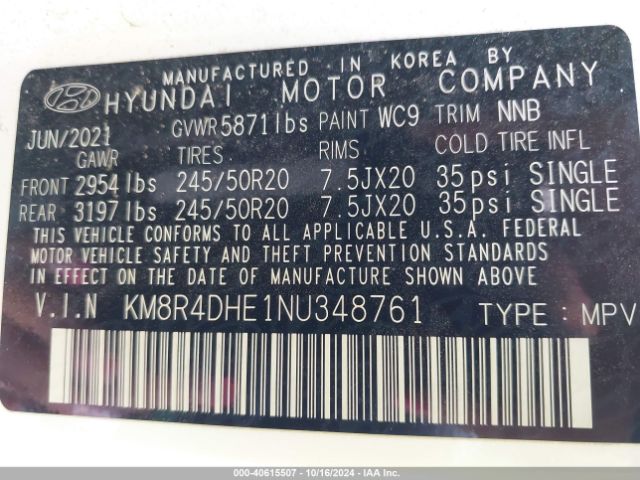 MANUFACTURED IN KOREA BY
HYUNDAI MOTOR COMPANY
JUN/2021 GVWR 5871lbs PAINT WC9 TRIM NNB
GAWR TIRES RIMS COLD TIRE INFL
FRONT 2954 lbs 245/50R20 7.5JX20 35 psi SINGLE
REAR 3197 lbs 245/50R20 7.5JX20 35 psi SINGLE
THIS VEHICLE CONFORMS TO ALL APPLICABLE U.S.A. FEDERAL
MOTOR VEHICLE SAFETY AND THEFT PREVENTION STANDARDS
IN EFFECT ON THE DATE OF MANUFACTURE SHOWN ABOVE.
V.I.N KM8R4DHE1NU348761 TYPE: MPV
000-40615507 - 10/16/2024 - IAA Inc.